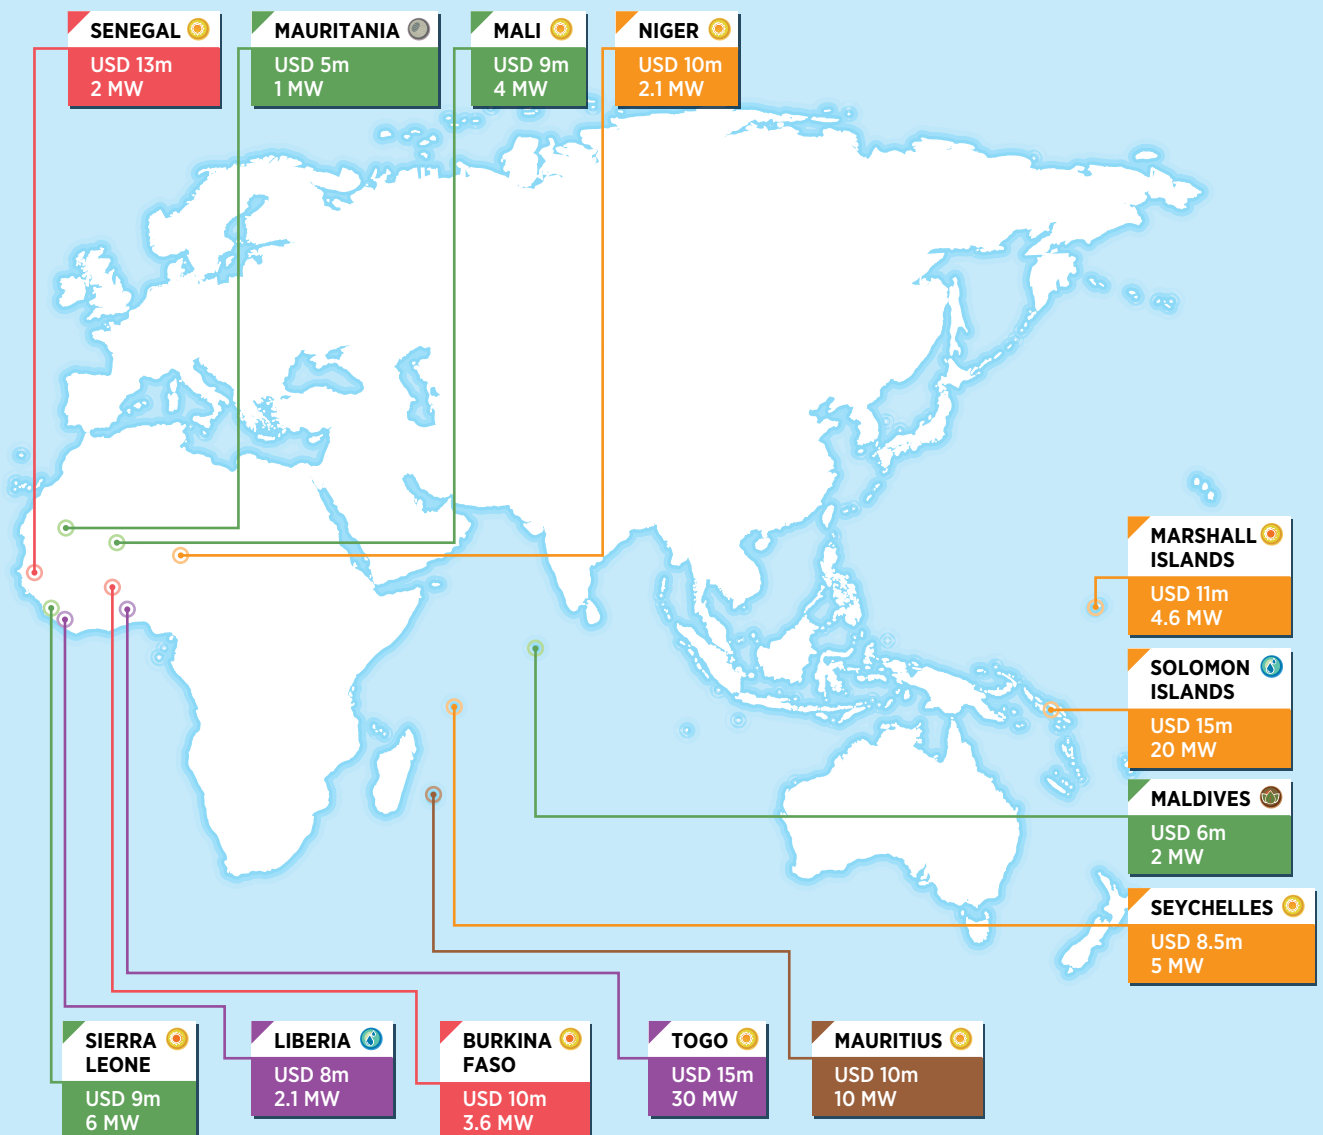 SENEGAL
USD 13m
2 MW
MAURITANIA
USD 5m
1 MW
MALI
USD 9m
4 MW
NIGER
USD 10m
2.1 MW
MARSHALL
ISLANDS
USD 11m
4.6 MW
SOLOMON
ISLANDS
USD 15m
20 MW
MALDIVES
USD 6m
2 MW
SEYCHELLES
USD 8.5m
5 MW
SIERRA
LEONE
USD 9m
6 MW
LIBERIA
USD 8m
2.1 MW
BURKINA
FASO
USD 10m
3.6 MW
TOGO
USD 15m
30 MW
MAURITIUS
USD 10m
10 MW